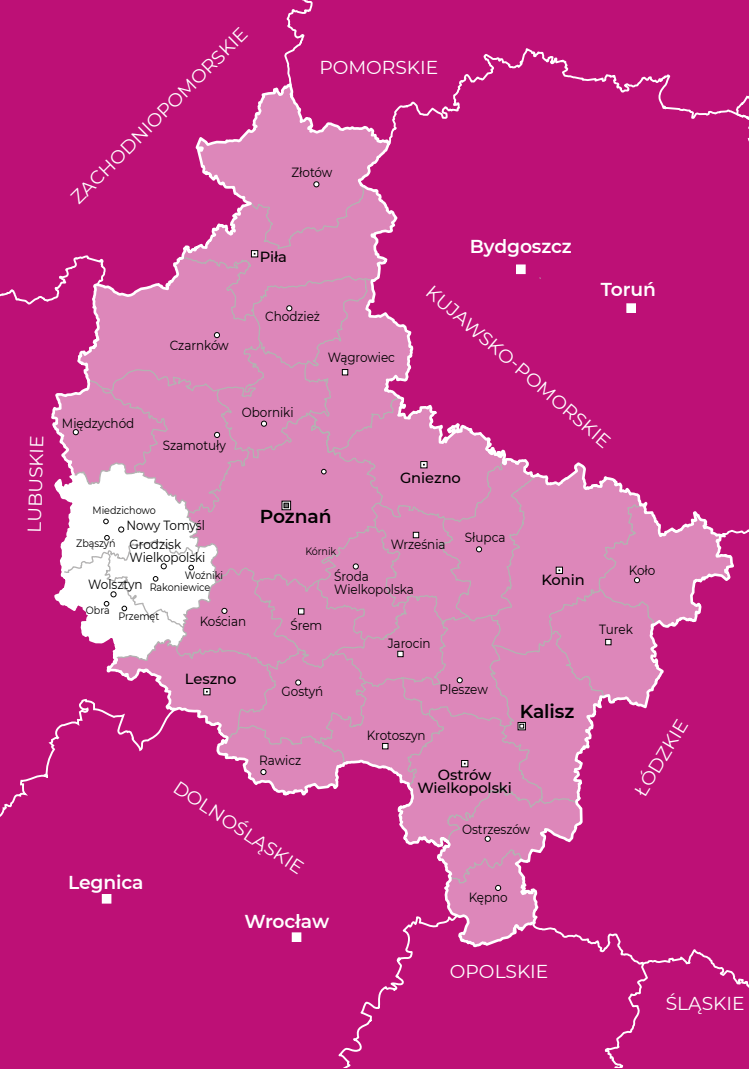 ZACHODNIOPOMORSKIE
POMORSKIE
Złotów
Bydgoszcz
Piła
Toruń
KUJAWSKO-POMORSKIE
Chodzież
Czarnków
Wągrowiec
Oborniki
Międzychód
Szamotuły
LUBUSKIE
Gniezno
Miedzichowo
Poznań
Nowy Tomyśl
Zbąszyń
Grodzisk
Wielkopolski
Kórnik
Września
Słupca
Woźniki
Środa
Wielkopolska
Konin
Koło
Wolsztyn
Rakoniewice
Obra
Przemęt
Kościan
Śrem
Turek
Jarocin
Leszno
Gostyń
Pleszew
Kalisz
Krotoszyn
ŁÓDZKIE
Rawicz
Ostrów
Wielkopolski
DOLNOŚLĄSKIE
Ostrzeszów
Legnica
Kępno
Wrocław
OPOLSKIE
ŚLĄSKIE